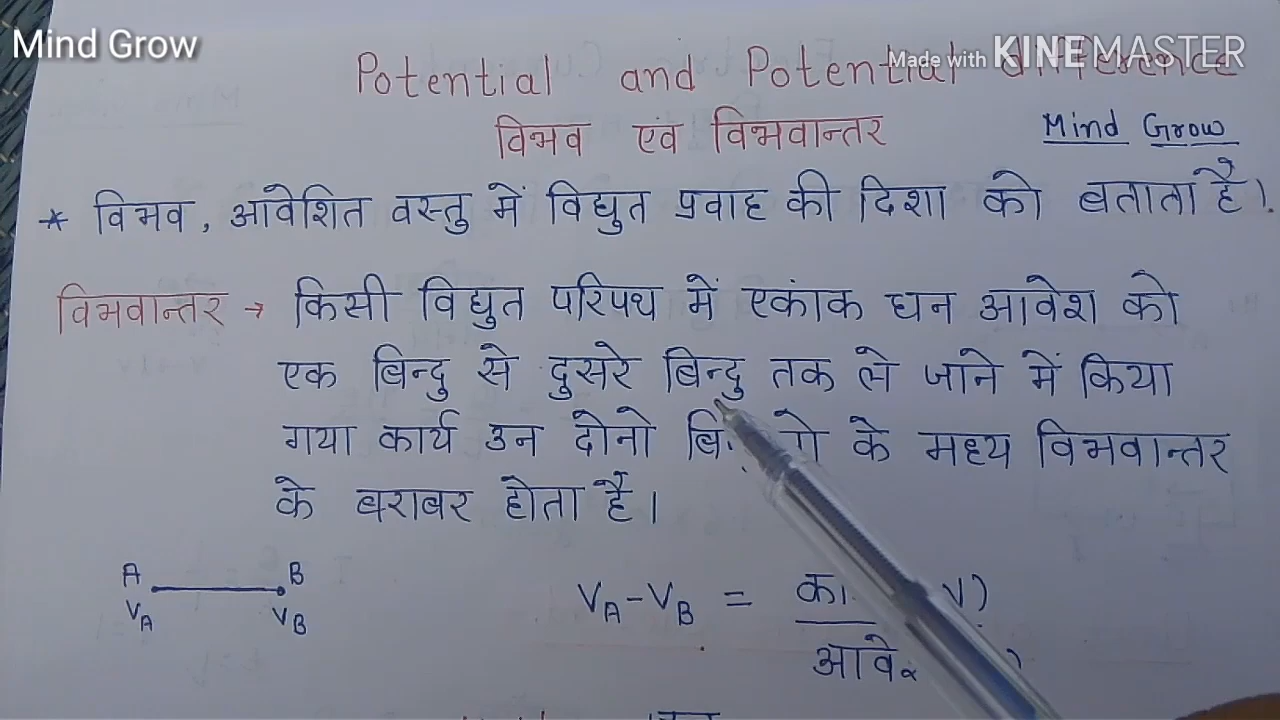 Mind Grow
Made with KINEMASTER
Potential and Potential difference
विभव एवं विभवान्तर
Mind Grow
* विभव, आवेशित वस्तु में विद्युत प्रवाह की दिशा को बताता है।
विभवान्तर → किसी विद्युत परिपथ में एकांक धन आवेश को
एक बिन्दु से दुसरे बिन्दु तक ले जाने में किया
गया कार्य उन दोनो के मध्य विभवान्तर
के बराबर होता है।
A B
VA VB
VA - VB =